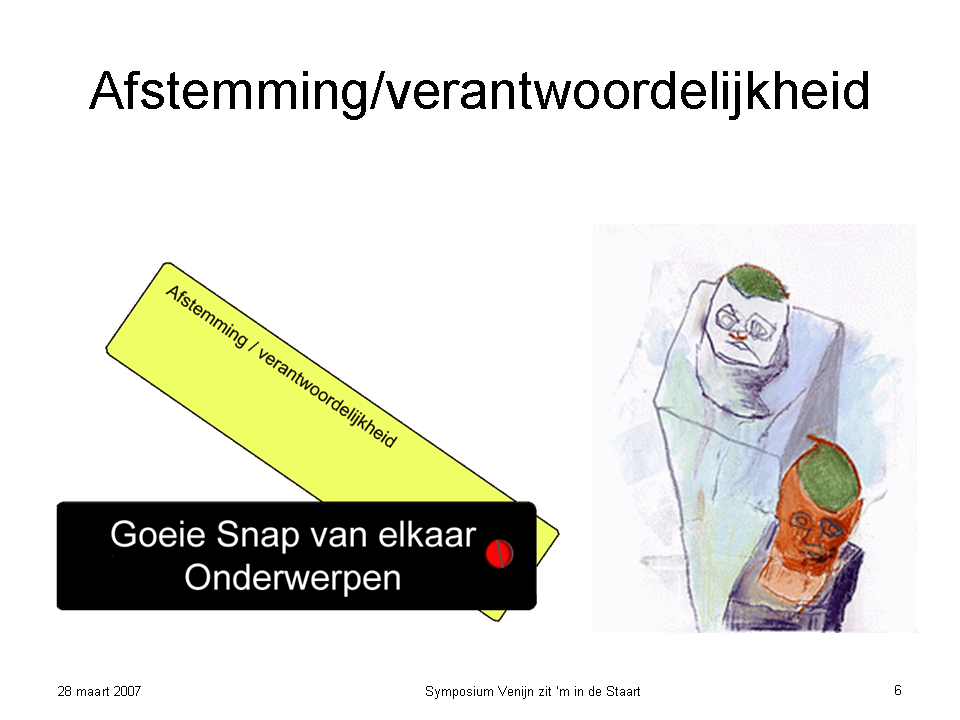 Afstemming/verantwoordelijkheid
Afstemming / verantwoordelijkheid
Goeie Snap van elkaar
Onderwerpen
28 maart 2007
Symposium Venijn zit 'm in de Staart
6